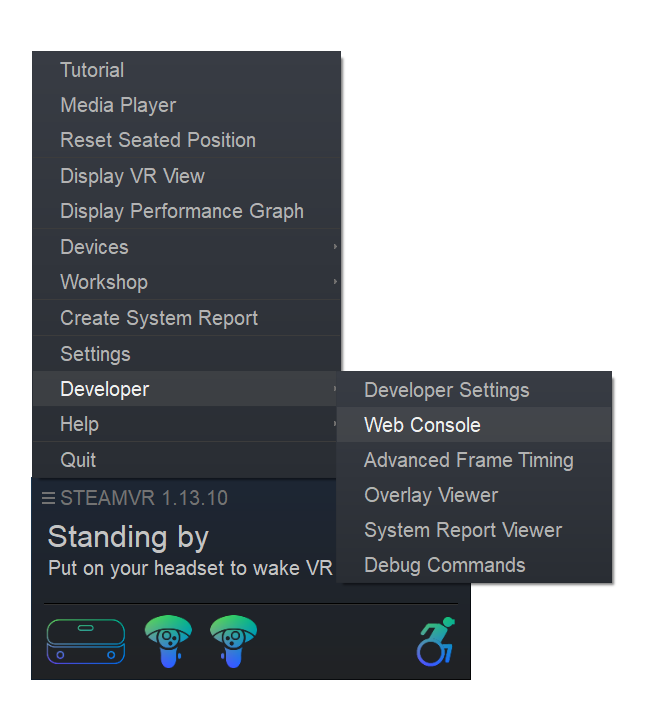 Tutorial
Media Player
Reset Seated Position
Display VR View
Display Performance Graph
Devices
Workshop
Create System Report
Settings
Developer
Help
Quit
Developer Settings
Web Console
Advanced Frame Timing
Overlay Viewer
System Report Viewer
Debug Commands
STEAMVR 1.13.10
Standing by
Put on your headset to wake VR